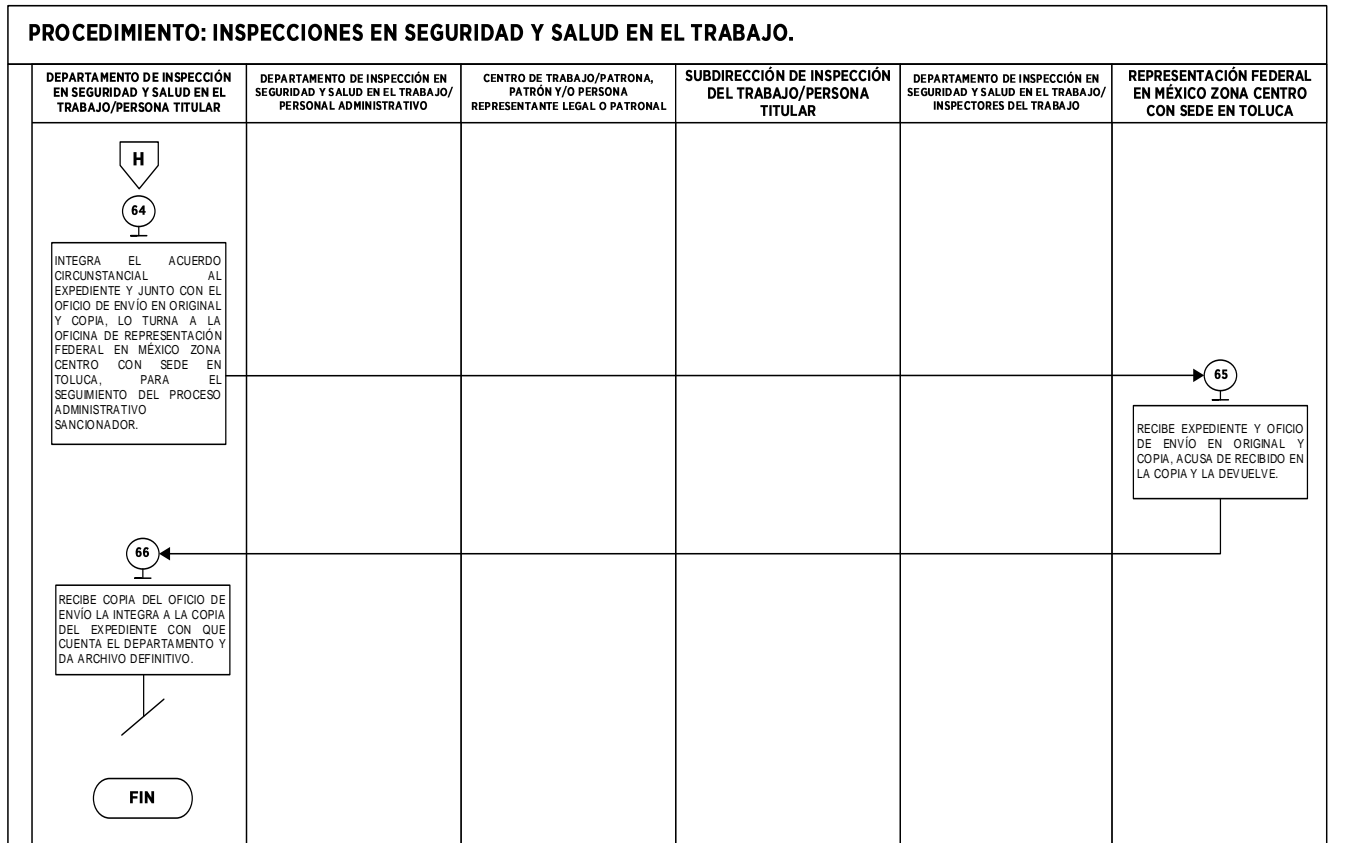 PROCEDIMIENTO: INSPECCIONES EN SEGURIDAD Y SALUD EN EL TRABAJO.
DEPARTAMENTO DE INSPECCIÓN
EN SEGURIDAD Y SALUD EN EL
TRABAJO/PERSONA TITULAR
DEPARTAMENTO DE INSPECCIÓN EN
SEGURIDAD Y SALUD EN EL TRABAJO/
PERSONAL ADMINISTRATIVO
CENTRO DE TRABAJO/PATRONA,
PATRÓN Y/O PERSONA
REPRESENTANTE LEGAL O PATRONAL
SUBDIRECCIÓN DE INSPECCIÓN
DEL TRABAJO/PERSONA
TITULAR
DEPARTAMENTO DE INSPECCIÓN EN
SEGURIDAD Y SALUD EN EL TRABAJO/
INSPECTORES DEL TRABAJO
REPRESENTACIÓN FEDERAL
EN MÉXICO ZONA CENTRO
CON SEDE EN TOLUCA
H
64
INTEGRA EL ACUERDO
CIRCUNSTANCIAL AL
EXPEDIENTE Y JUNTO CON EL
OFICIO DE ENVÍO EN ORIGINAL
Y COPIA, LO TURNA A LA
OFICINA DE REPRESENTACIÓN
FEDERAL EN MÉXICO ZONA
CENTRO CON SEDE EN
TOLUCA, PARA EL
SEGUIMIENTO DEL PROCESO
ADMINISTRATIVO
SANCIONADOR.
65
RECIBE EXPEDIENTE Y OFICIO
DE ENVÍO EN ORIGINAL Y
COPIA, ACUSA DE RECIBIDO EN
LA COPIA Y LA DEVUELVE.
66
RECIBE COPIA DEL OFICIO DE
ENVÍO LA INTEGRA A LA COPIA
DEL EXPEDIENTE CON QUE
CUENTA EL DEPARTAMENTO Y
DA ARCHIVO DEFINITIVO.
FIN